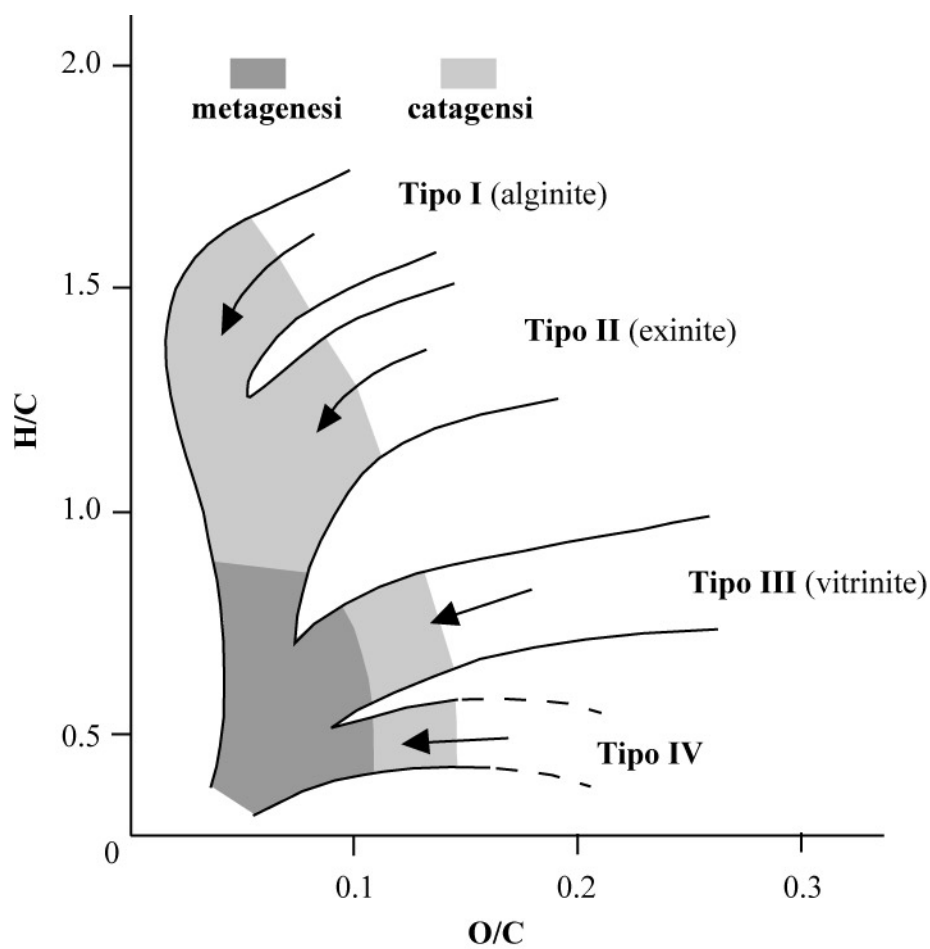 2.0
metagenesi
catagensi
Tipo I (alginite)
1.5
Tipo II (exinite)
H/C
1.0
Tipo III (vitrinite)
0.5
Tipo IV
0
0.1
0.2
0.3
O/C